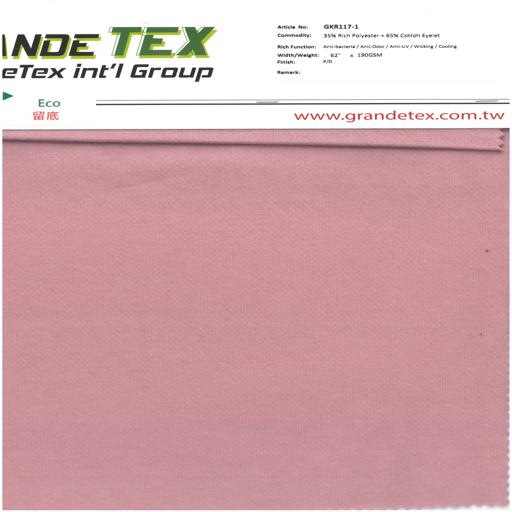 ANDE TEX
eTex int'l Group
Article No: GKR117-1
Commodity: 35% Rich Polyester + 65% Cotton Eyelet
Rich Function: Anti-bacteria / Anti-Odor / Anti-UV / Wicking / Cooling
Width/Weight: 62" x 190GSM
Finish: P/D
Remark:
Eco
留底
www.grandetex.com.tw